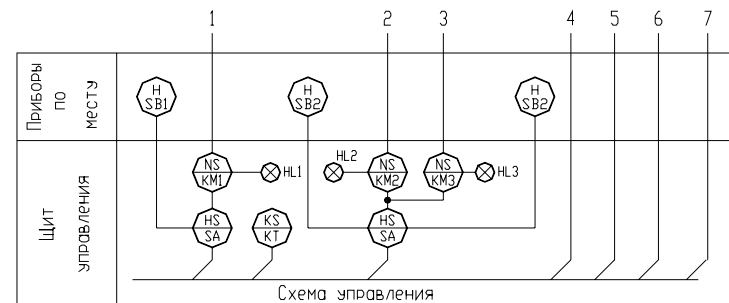 1 2 3 4 5 6 7
Приборы
по
месту
H
SB1
H
SB2
H
SB2
NS
KM1
HL1
HL2
NS
KM2
NS
KM3
HL3
Щит
управления
HS
SA
KS
KT
HS
SA
Схема управления